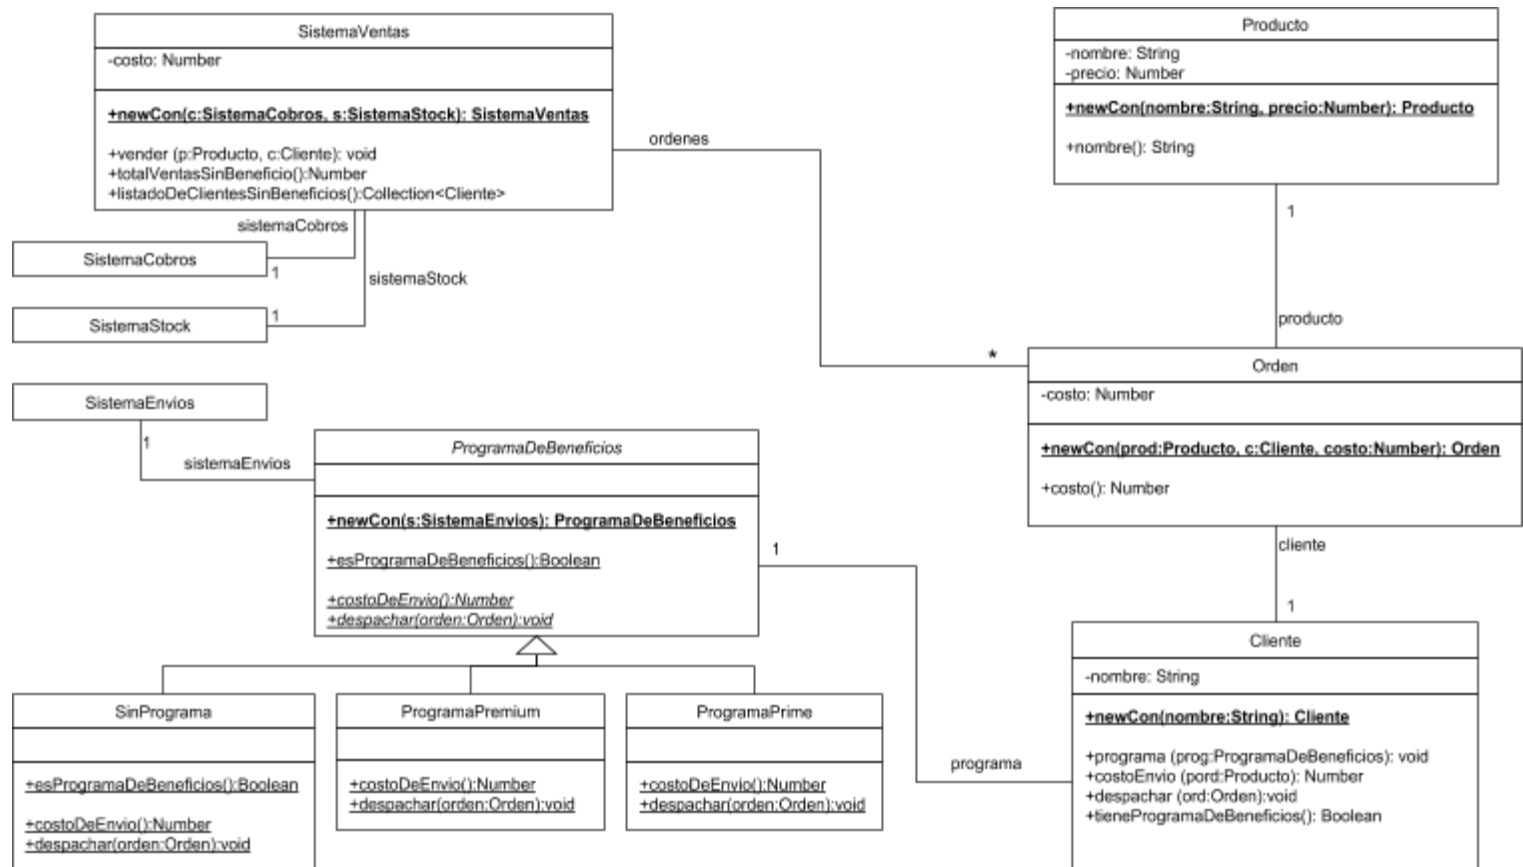 SistemaVentas
-costo: Number
+newCon(c:SistemaCobros, s:SistemaStock): SistemaVentas
+vender (p:Producto, c:Cliente): void
+totalVentasSinBeneficio():Number
+listadoDeClientesSinBeneficios():Collection<Cliente>
Producto
-nombre: String
-precio: Number
+newCon(nombre:String, precio:Number): Producto
+nombre(): String
ordenes
*
sistemaCobros
SistemaCobros
1
sistemaStock
SistemaStock
1
1
producto
Orden
-costo: Number
+newCon(prod:Producto, c:Cliente, costo:Number): Orden
+costo(): Number
SistemaEnvios
1
sistemaEnvios
ProgramaDeBeneficios
+newCon(s:SistemaEnvios): ProgramaDeBeneficios
+esProgramaDeBeneficios():Boolean
+costoDeEnvio():Number
+despachar(orden:Orden):void
1
programa
cliente
1
Cliente
-nombre: String
+newCon(nombre:String): Cliente
+programa (prog:ProgramaDeBeneficios): void
+costoEnvio (pord:Producto): Number
+despachar (ord:Orden):void
+tieneProgramaDeBeneficios(): Boolean
SinPrograma
+esProgramaDeBeneficios():Boolean
+costoDeEnvio():Number
+despachar(orden:Orden):void
ProgramaPremium
+costoDeEnvio():Number
+despachar(orden:Orden):void
ProgramaPrime
+costoDeEnvio():Number
+despachar(orden:Orden):void